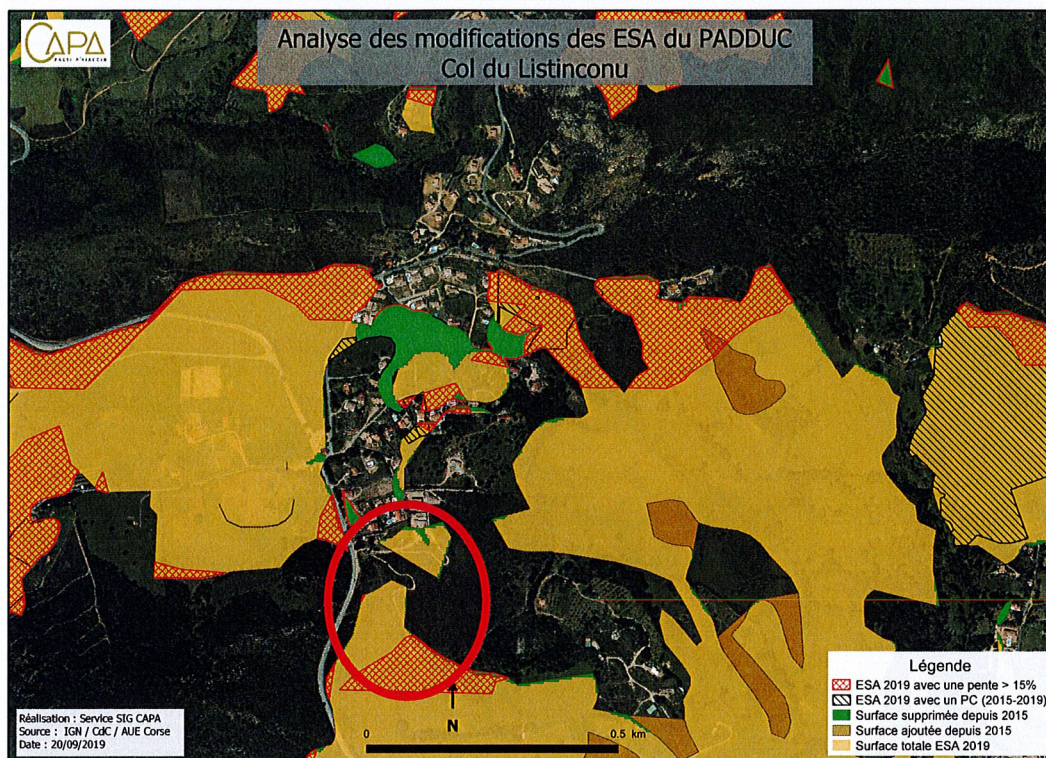 CAPA
PAESI D'AIACCIO
Analyse des modifications des ESA du PADDUC
Col du Listinconu
Légende
ESA 2019 avec une pente > 15%
ESA 2019 avec un PC (2015-2019)
Surface supprimée depuis 2015
Surface ajoutée depuis 2015
Surface totale ESA 2019
Réalisation : Service SIG CAPA
Source : IGN / CdC / AUE Corse
Date : 20/09/2019
N
0 0.5 km